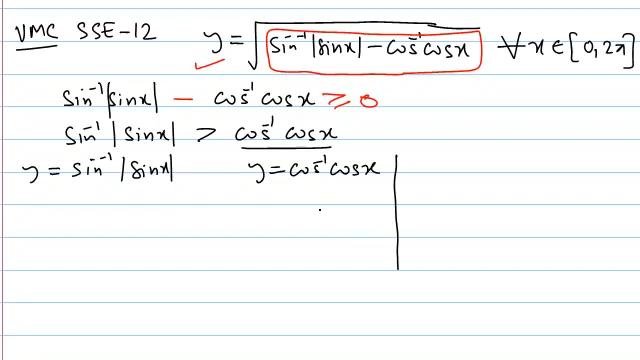 VMC SSE-12 y = √(sin⁻¹|sinx| − cos⁻¹cosx) ∀ x ∈ [0, 2π]
sin⁻¹|sinx| − cos⁻¹cosx ≥ 0
sin⁻¹|sinx| > cos⁻¹cosx
y = sin⁻¹|sinx| y = cos⁻¹cosx